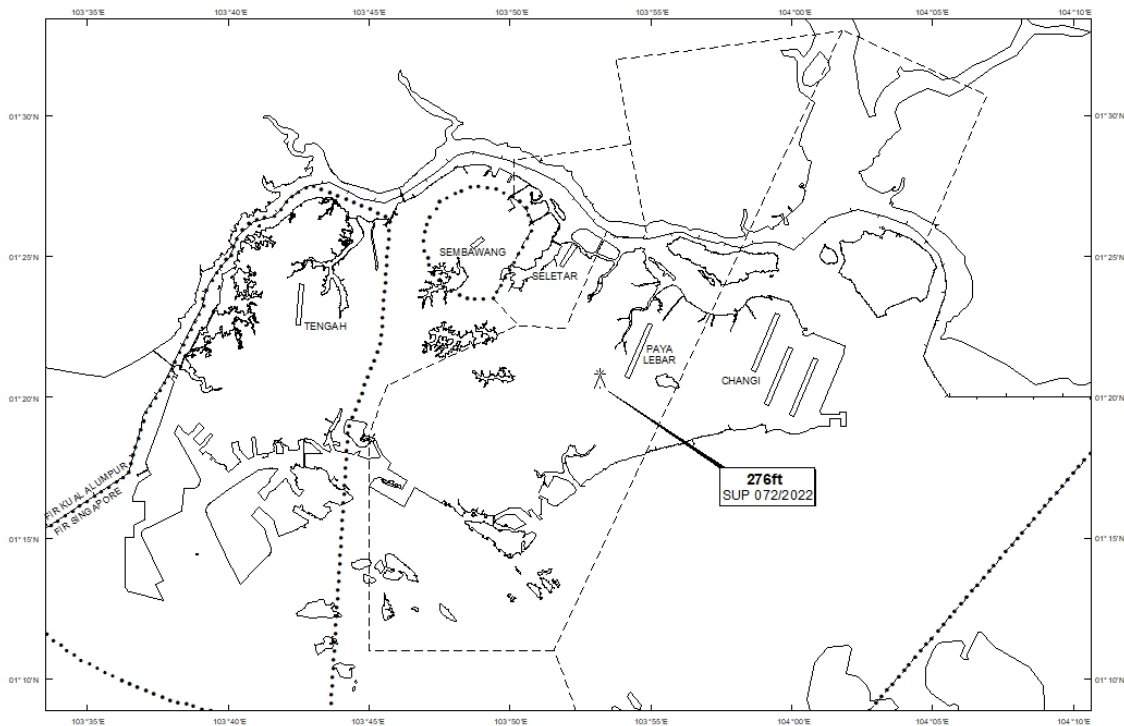 103°35'E 103°40'E 103°45'E 103°50'E 103°55'E 104°00'E 104°05'E 104°10'E
01°30'N 01°30'N
SEMBAWANG
01°25'N 01°25'N
SELETAR
TENGAH
PAYA
LEBAR
CHANGI
01°20'N 01°20'N
276ft
SUP 072/2022
FIR KUALALUMPUR
FIR SINGAPORE
01°15'N 01°15'N
01°10'N 01°10'N
103°35'E 103°40'E 103°45'E 103°50'E 103°55'E 104°00'E 104°05'E 104°10'E